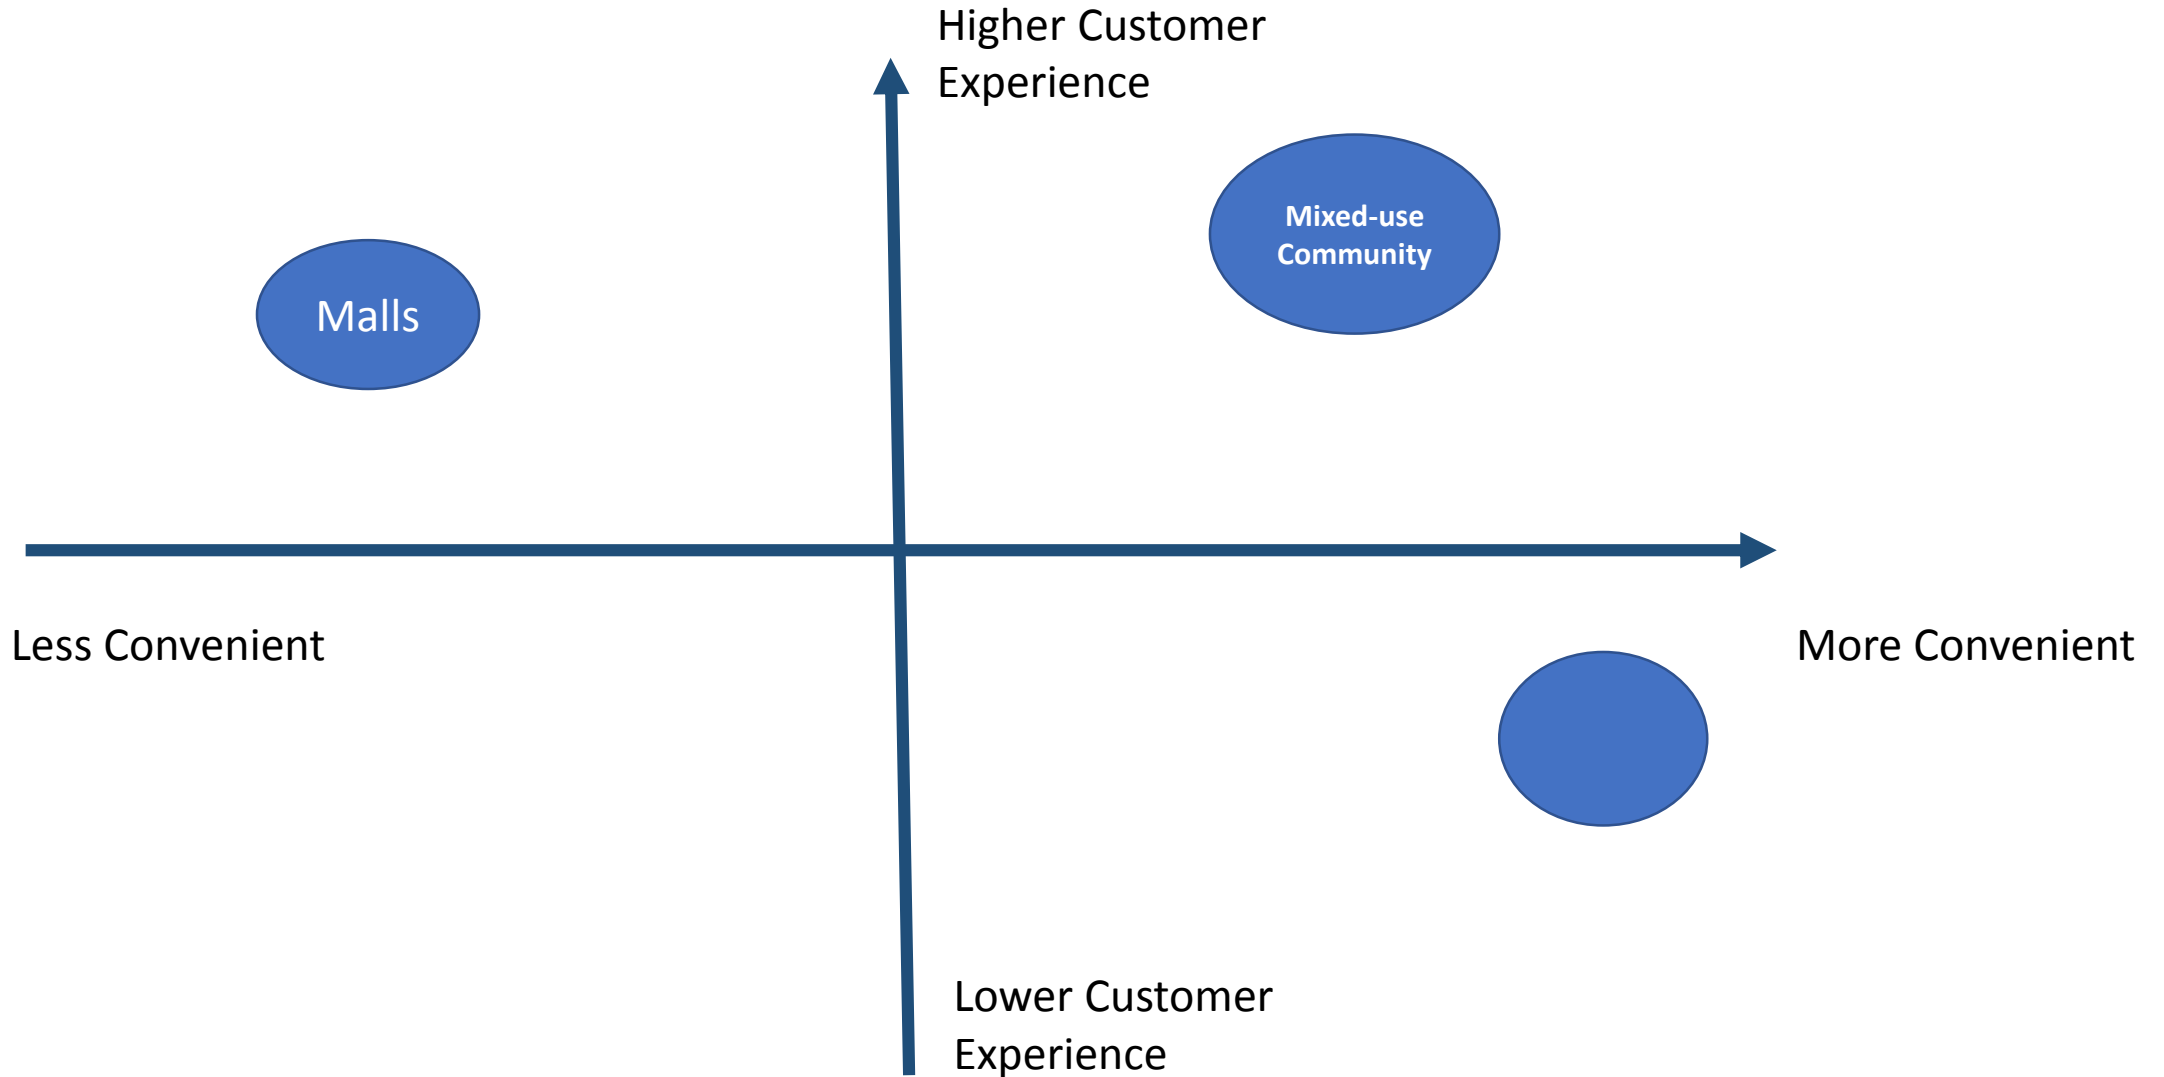 Higher Customer
Experience
Mixed-use
Community
Malls
Less Convenient
More Convenient
Lower Customer
Experience